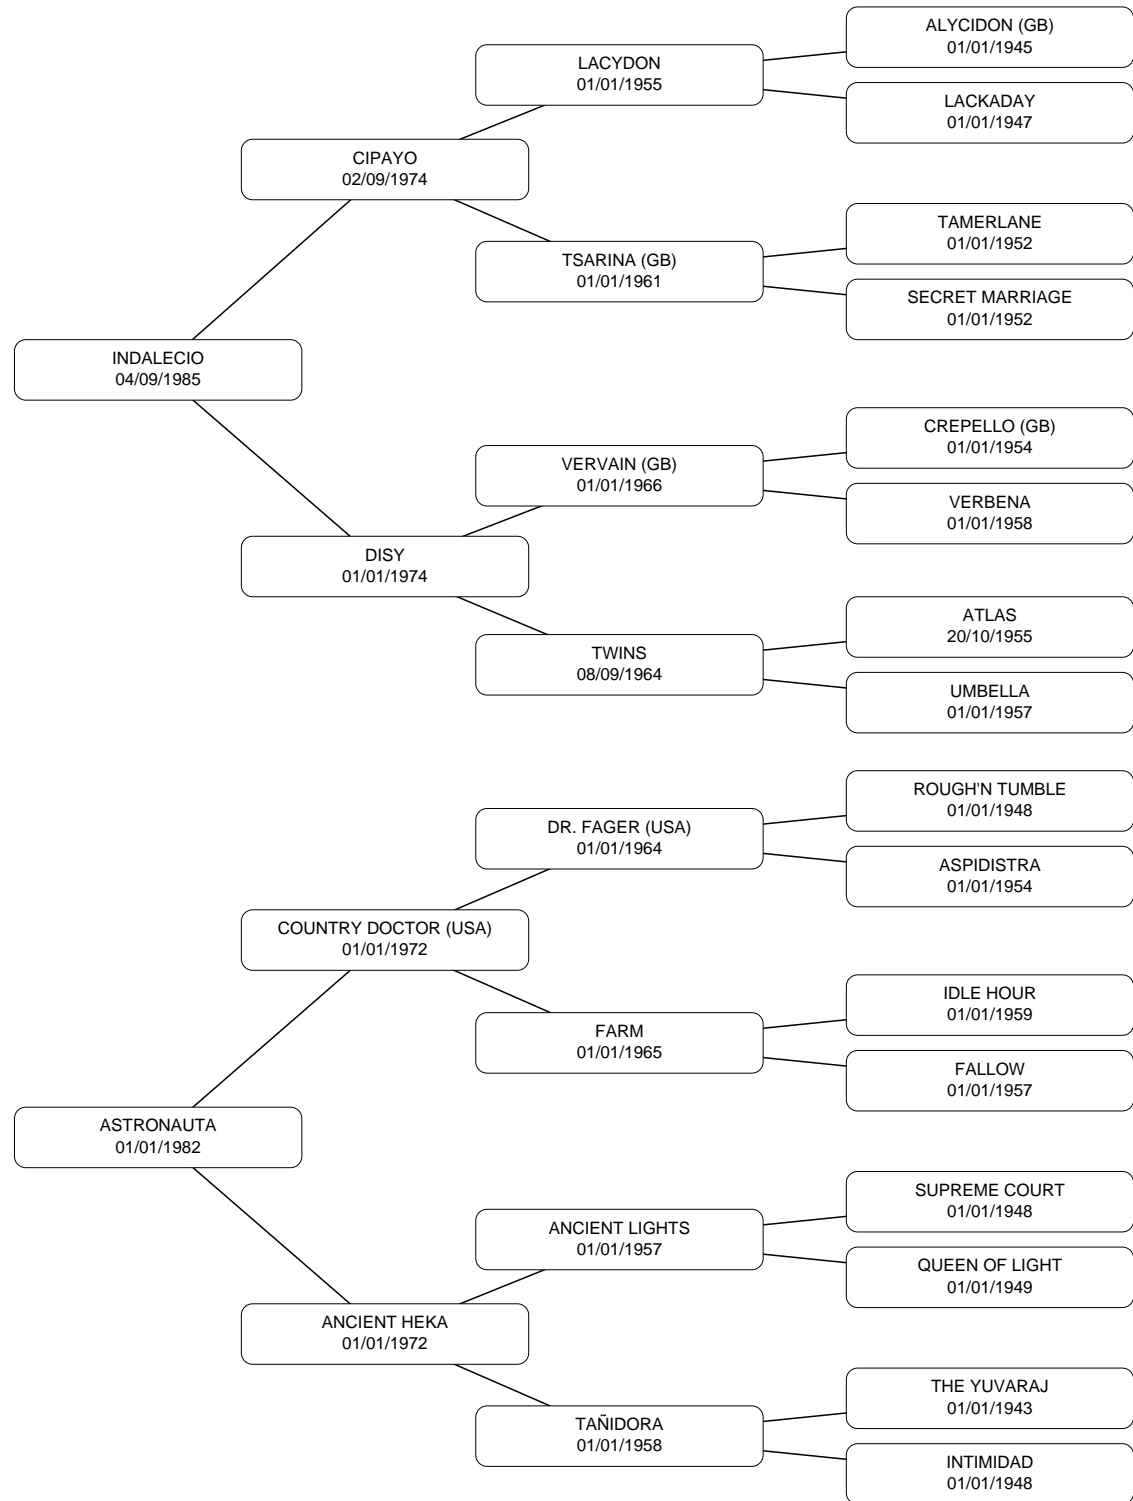 ALYCIDON (GB)
01/01/1945
LACYDON
01/01/1955
LACKADAY
01/01/1947
CIPAYO
02/09/1974
TAMERLANE
01/01/1952
TSARINA (GB)
01/01/1961
SECRET MARRIAGE
01/01/1952
INDALECIO
04/09/1985
CREPELLO (GB)
01/01/1954
VERVAIN (GB)
01/01/1966
VERBENA
01/01/1958
DISY
01/01/1974
ATLAS
20/10/1955
TWINS
08/09/1964
UMBELLA
01/01/1957
ROUGH'N TUMBLE
01/01/1948
DR. FAGER (USA)
01/01/1964
ASPIDISTRA
01/01/1954
COUNTRY DOCTOR (USA)
01/01/1972
IDLE HOUR
01/01/1959
FARM
01/01/1965
FALLOW
01/01/1957
ASTRONAUTA
01/01/1982
SUPREME COURT
01/01/1948
ANCIENT LIGHTS
01/01/1957
QUEEN OF LIGHT
01/01/1949
ANCIENT HEKA
01/01/1972
THE YUVARAJ
01/01/1943
TAÑIDORA
01/01/1958
INTIMIDAD
01/01/1948